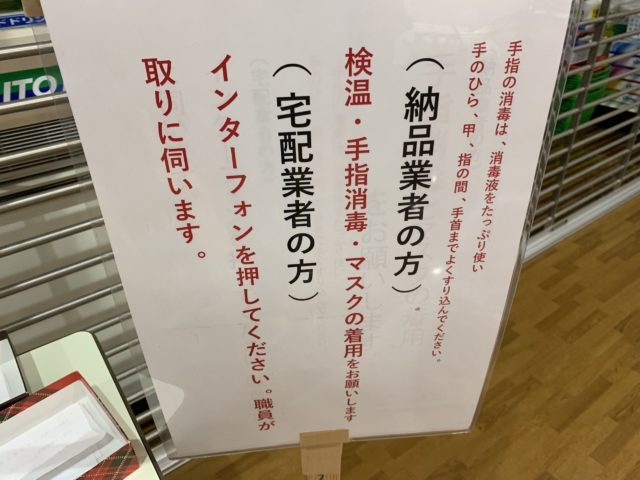 手指の消毒は、消毒液をたっぷり使い
手のひら、甲、指の間、手首までよくすり込んでください。
（納品業者の方）
検温・手指消毒・マスクの着用をお願いします
（宅配業者の方）
インターフォンを押してください。職員が
取りに伺います。
ITO